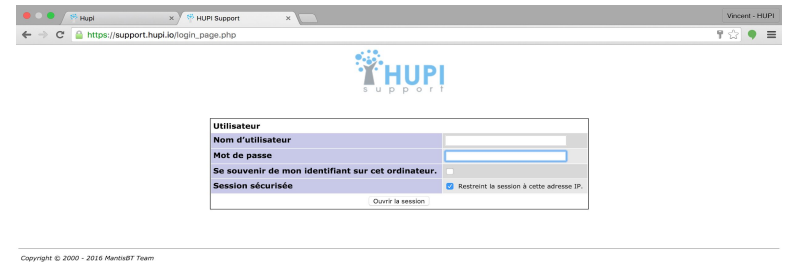 Hupi
HUPI Support
Vincent - HUPI
https://support.hupi.io/login_page.php
HUPI
support
Utilisateur
Nom d'utilisateur
Mot de passe
Se souvenir de mon identifiant sur cet ordinateur.
Session sécurisée
Restreint la session à cette adresse IP.
Ouvrir la session
Copyright © 2000 - 2016 MantisBT Team